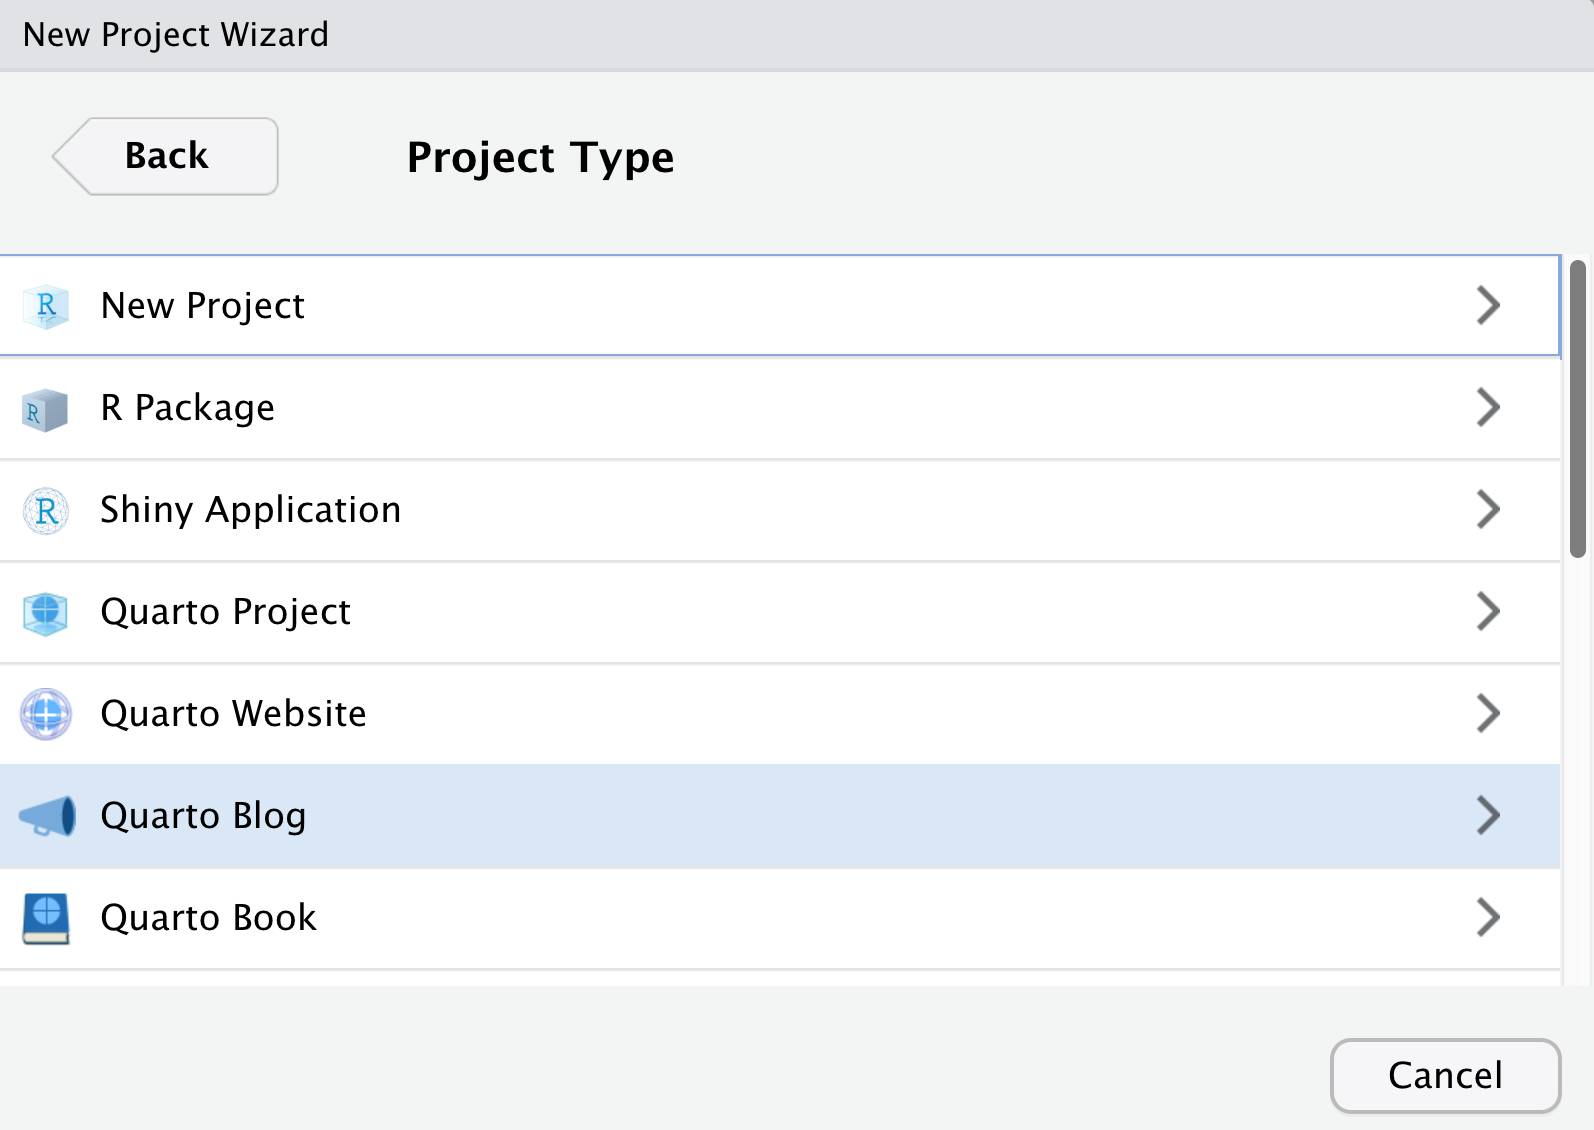 New Project Wizard
Back
Project Type
R
New Project
R
R Package
R
Shiny Application
Quarto Project
Quarto Website
Quarto Blog
Quarto Book
Cancel